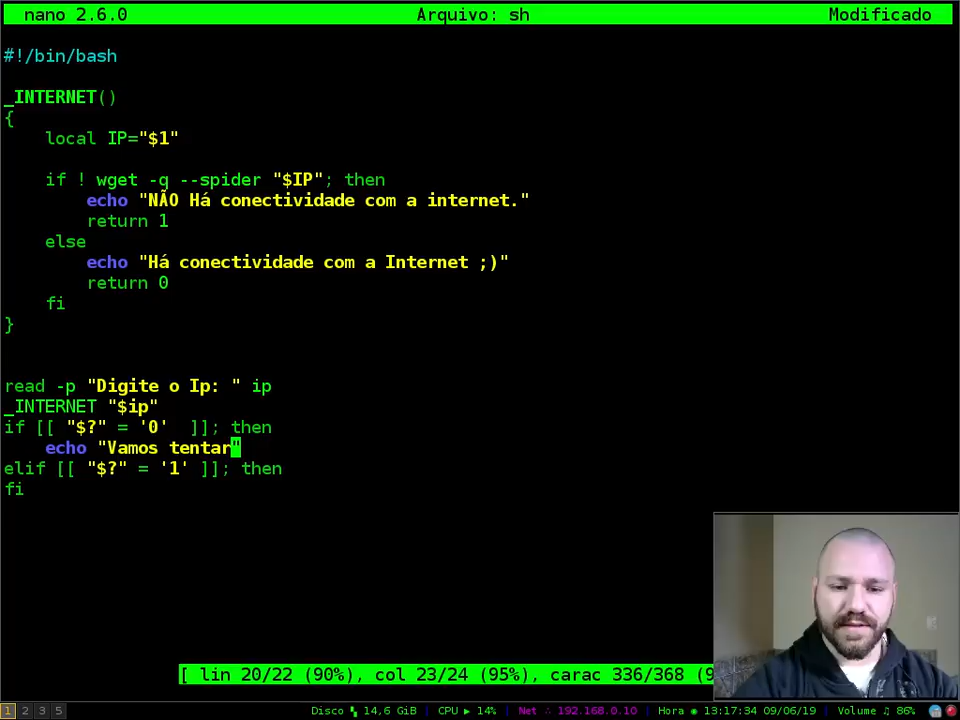 nano 2.6.0 Arquivo: sh Modificado
#!/bin/bash
_INTERNET()
{
local IP="$1"
if ! wget -q --spider "$IP"; then
echo "NÃO Há conectividade com a internet."
return 1
else
echo "Há conectividade com a Internet ;)"
return 0
fi
}
read -p "Digite o Ip: " ip
_INTERNET "$ip"
if [[ "$?" = '0'  ]]; then
echo "Vamos tentar"
elif [[ "$?" = '1' ]]; then
fi
[ lin 20/22 (90%), col 23/24 (95%), carac 336/368 (9
1 2 3 5 Disco 14,6 GiB | CPU ▶ 14% | Net ∴ 192.168.0.10 | Hora ◉ 13:17:34 09/06/19 | Volume ♫ 86%